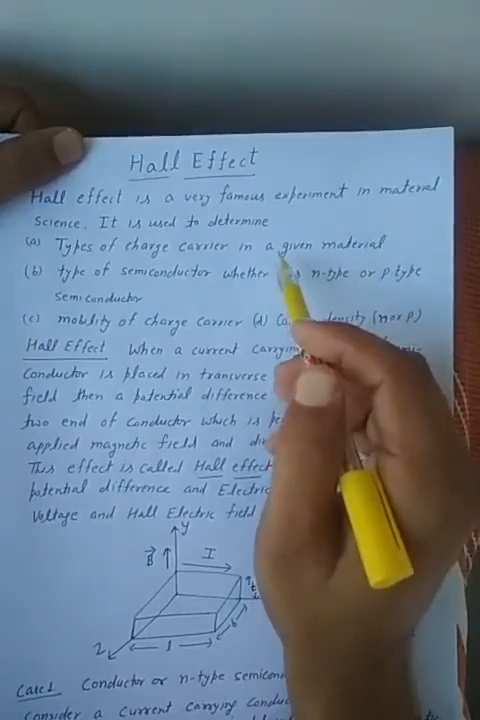 Hall Effect
Hall effect is a very famous experiment in material
Science. It is used to determine
(a) Types of charge carrier in a given material
(b) type of semiconductor whether is n-type or p type
Semiconductor
(c) mobility of charge carrier (d) density (n or p)
Hall Effect When a current carrying
Conductor is placed in transverse
field then a potential difference
two end of conductor which is
applied magnetic field and
This effect is called Hall effect
potential difference and
Voltage and Hall Electric field
y
B I
t
b
Z l
Case 1 Conductor or n-type
Consider a current carrying